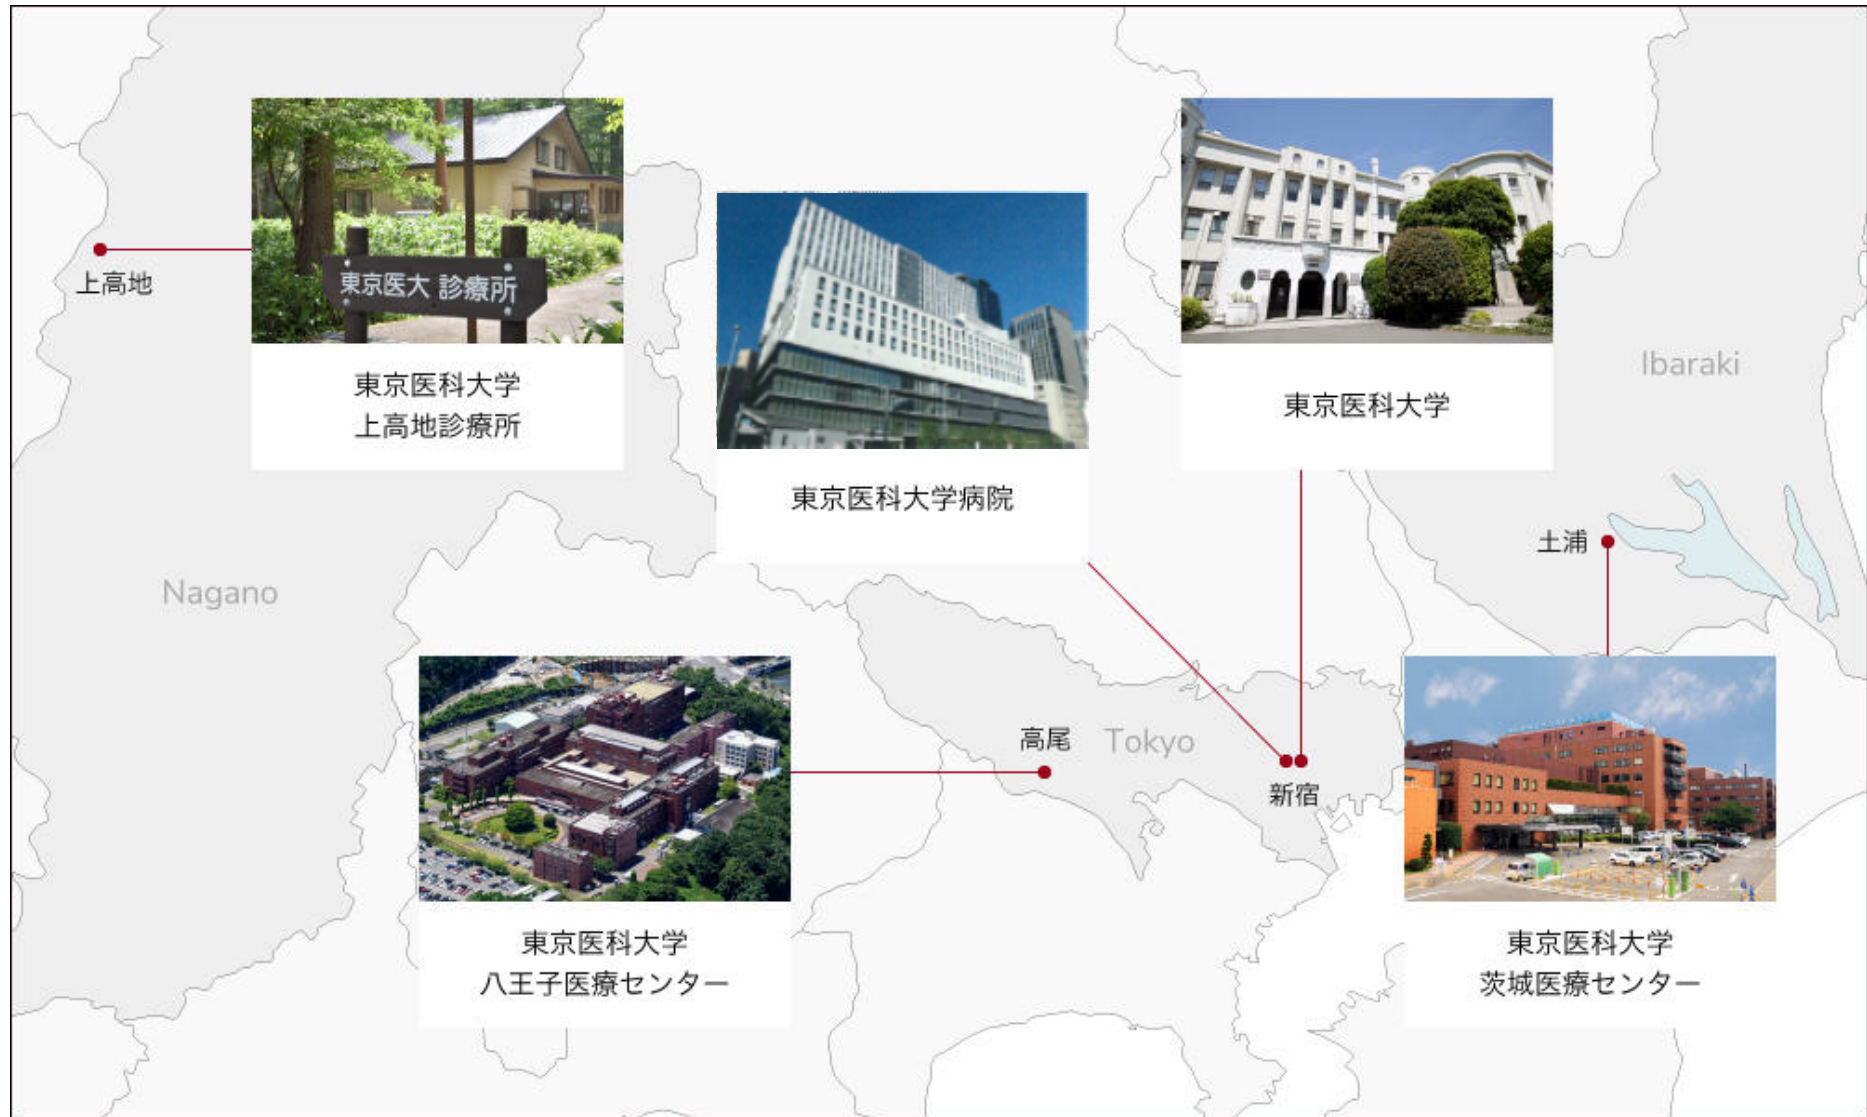 東京医大 診療所
上高地
東京医科大学
上高地診療所
東京医科大学病院
東京医科大学
Ibaraki
土浦
Nagano
高尾
Tokyo
新宿
東京医科大学
八王子医療センター
東京医科大学
茨城医療センター